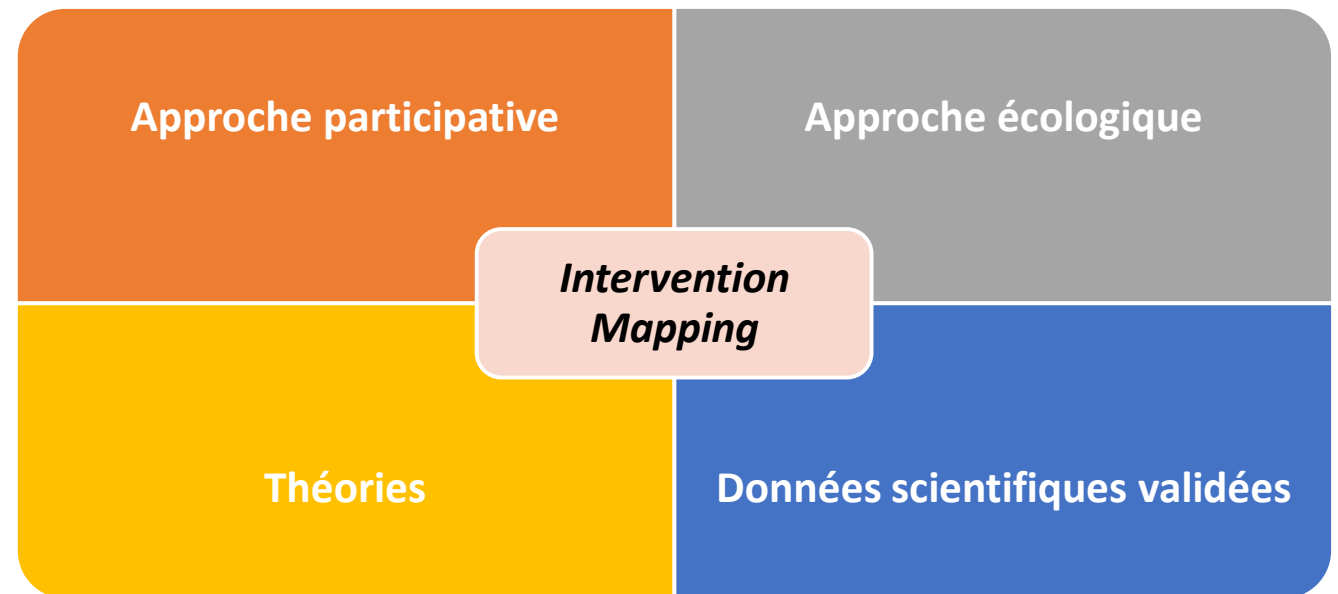 Approche participative
Approche écologique
Intervention
Mapping
Théories
Données scientifiques validées